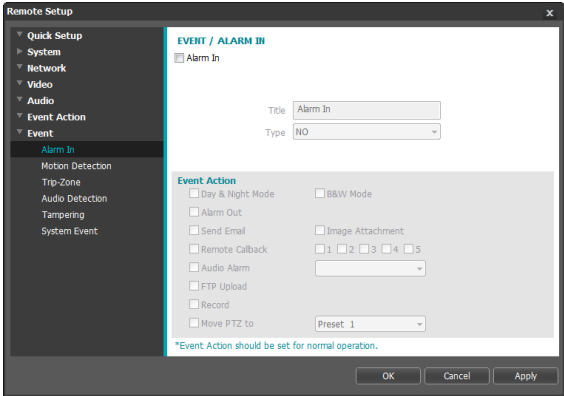 Remote Setup x
Quick Setup
System
Network
Video
Audio
Event Action
Event
Alarm In
Motion Detection
Trip-Zone
Audio Detection
Tampering
System Event
EVENT / ALARM IN
Alarm In
Title Alarm In
Type NO
Event Action
Day & Night Mode B&W Mode
Alarm Out
Send Email Image Attachment
Remote Callback 1 2 3 4 5
Audio Alarm
FTP Upload
Record
Move PTZ to Preset 1
*Event Action should be set for normal operation.
OK Cancel Apply